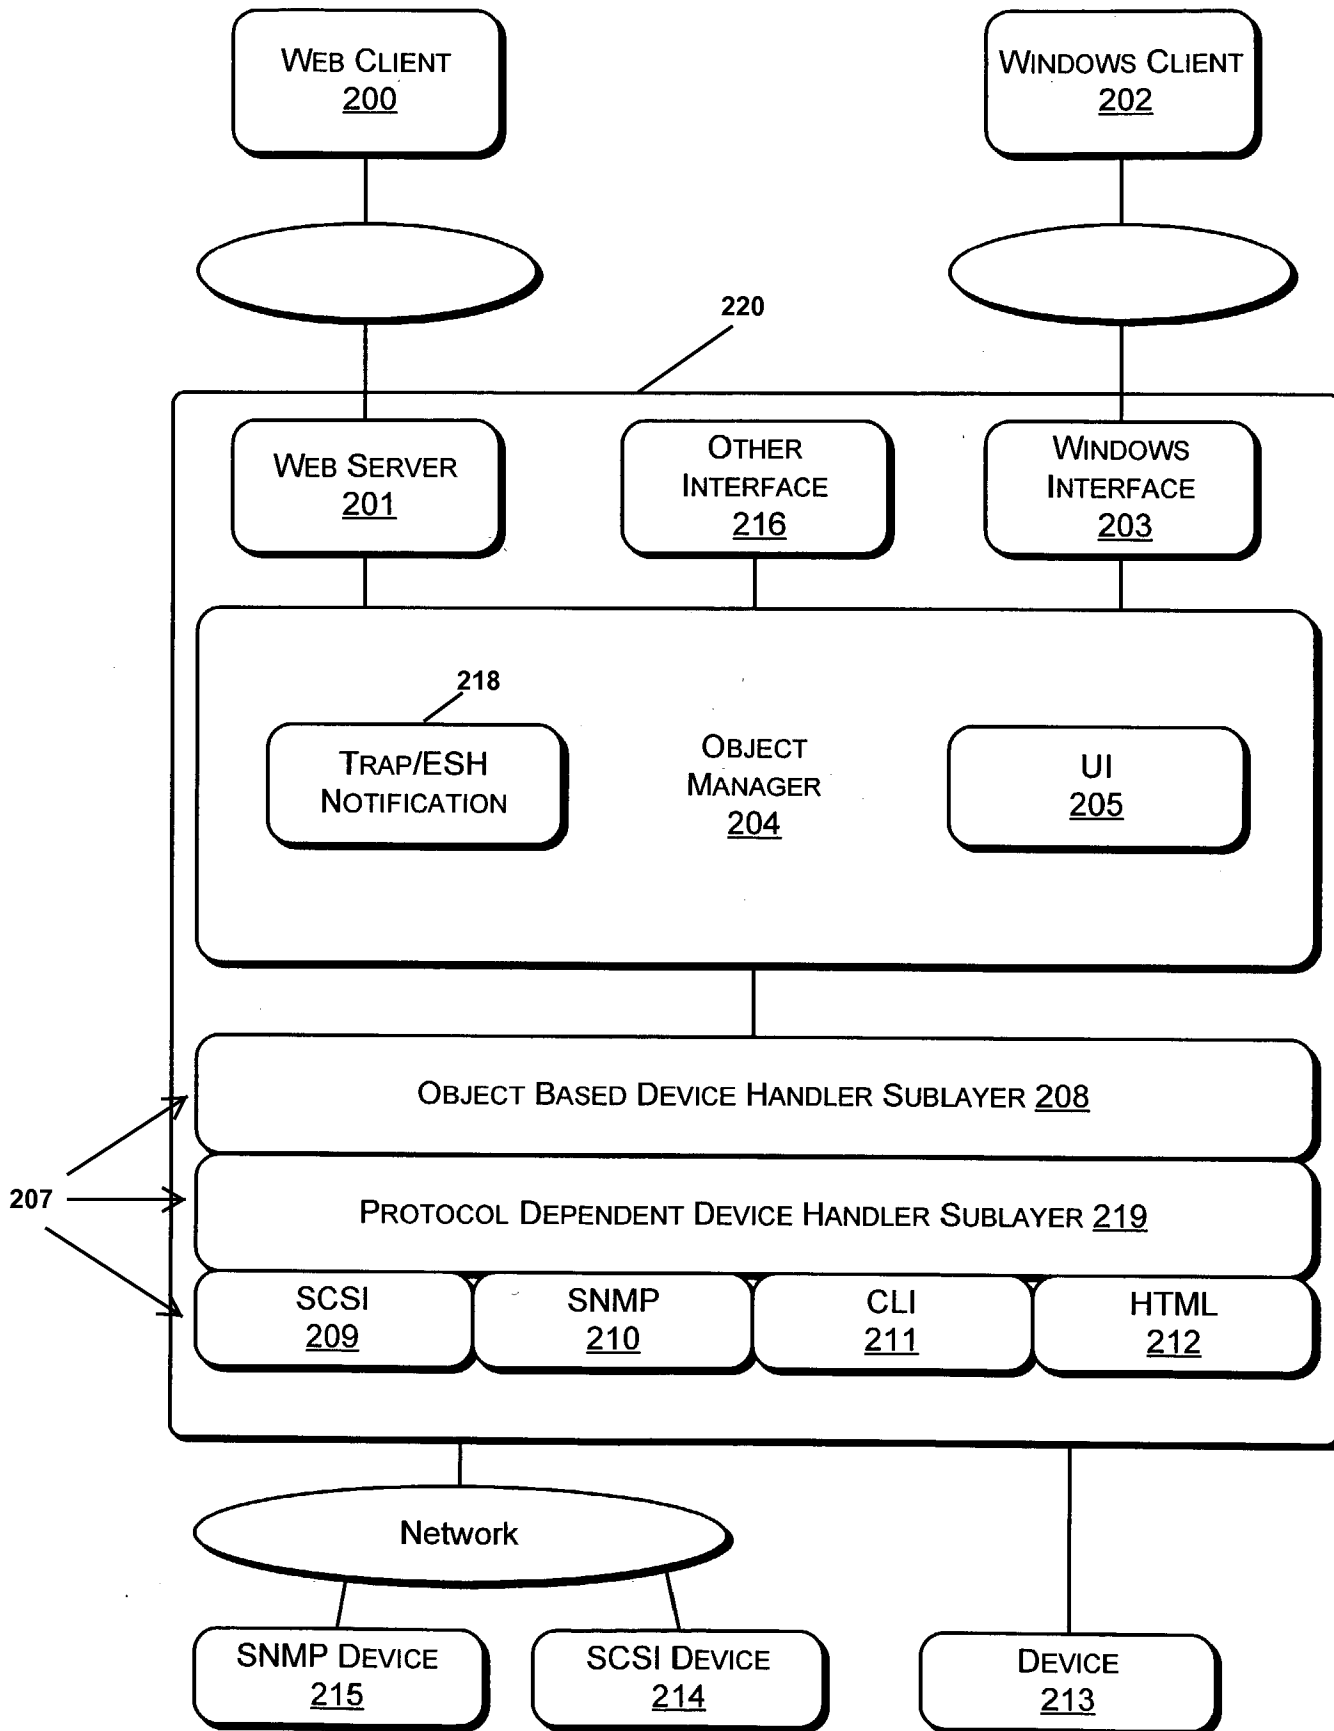 WEB CLIENT
200
WINDOWS CLIENT
202
220
WEB SERVER
201
OTHER
INTERFACE
216
WINDOWS
INTERFACE
203
218
TRAP/ESH
NOTIFICATION
OBJECT
MANAGER
204
UI
205
OBJECT BASED DEVICE HANDLER SUBLAYER 208
207
PROTOCOL DEPENDENT DEVICE HANDLER SUBLAYER 219
SCSI
209
SNMP
210
CLI
211
HTML
212
Network
SNMP DEVICE
215
SCSI DEVICE
214
DEVICE
213